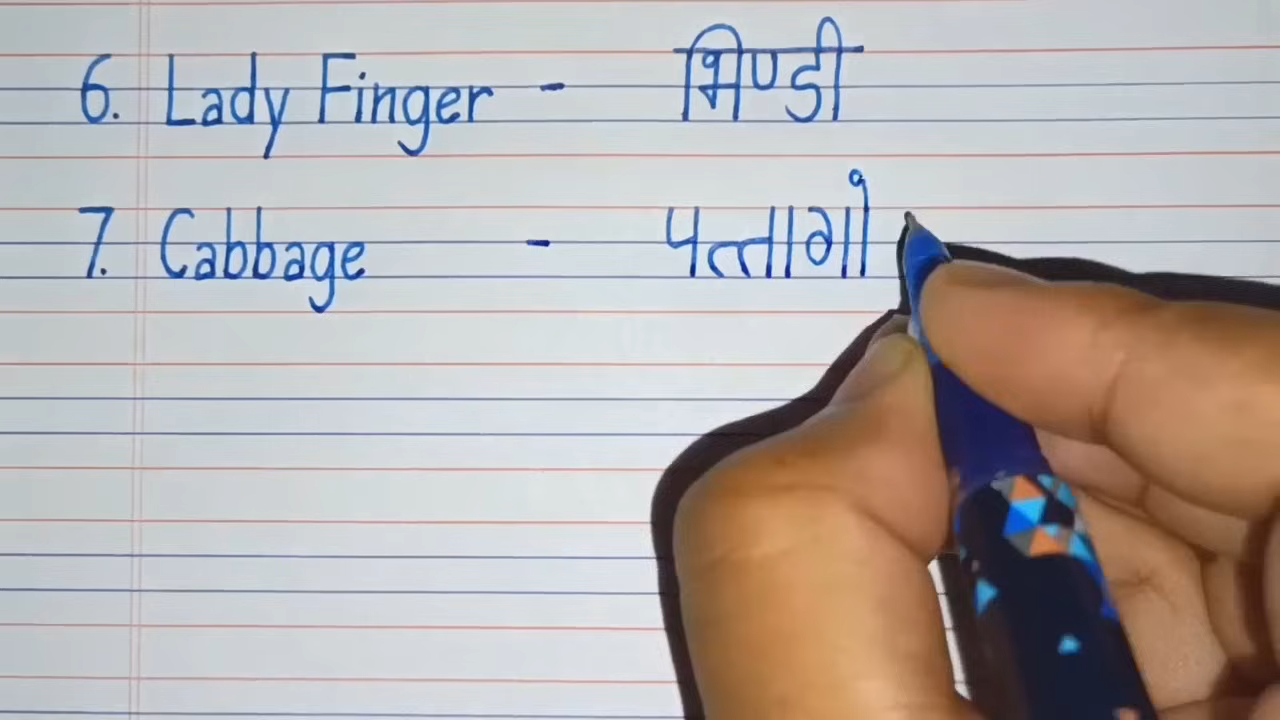 6. Lady Finger - भिण्डी
7. Cabbage - पत्तागों